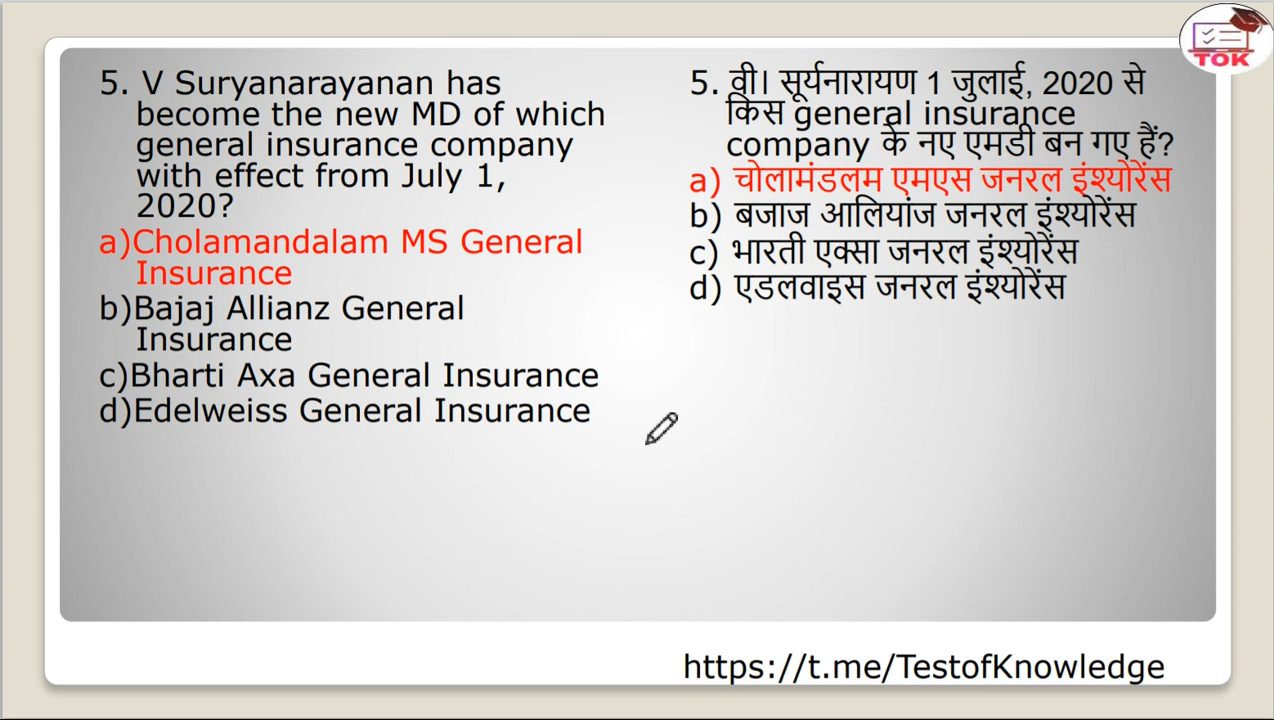 5. V Suryanarayanan has
become the new MD of which
general insurance company
with effect from July 1,
2020?
a)Cholamandalam MS General
Insurance
b)Bajaj Allianz General
Insurance
c)Bharti Axa General Insurance
d)Edelweiss General Insurance
5. वी। सूर्यनारायण 1 जुलाई, 2020 से
किस general insurance
company के नए एमडी बन गए हैं?
a) चोलामंडलम एमएस जनरल इंश्योरेंस
b) बजाज आलियांज जनरल इंश्योरेंस
c) भारती एक्सा जनरल इंश्योरेंस
d) एडलवाइस जनरल इंश्योरेंस
TOK
https://t.me/TestofKnowledge